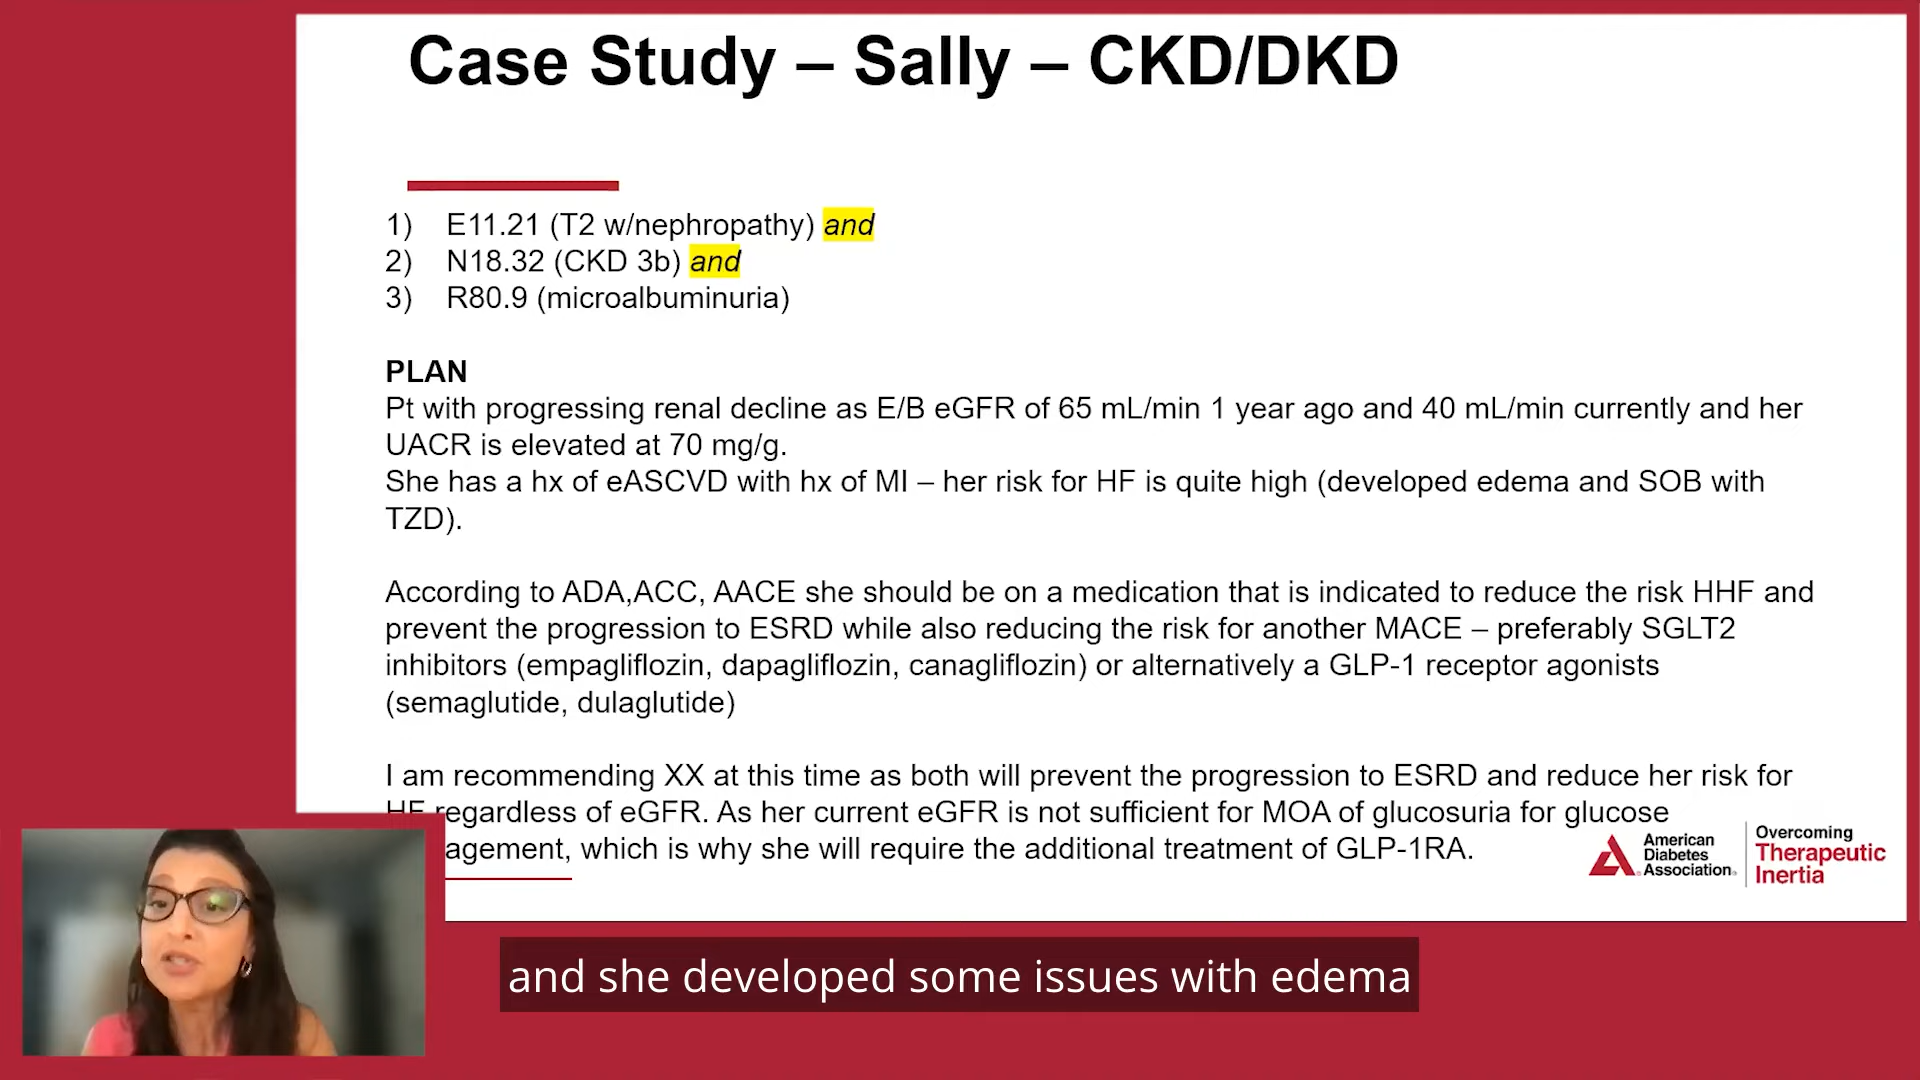 Case Study – Sally – CKD/DKD
1) E11.21 (T2 w/nephropathy) and
2) N18.32 (CKD 3b) and
3) R80.9 (microalbuminuria)
PLAN
Pt with progressing renal decline as E/B eGFR of 65 mL/min 1 year ago and 40 mL/min currently and her
UACR is elevated at 70 mg/g.
She has a hx of eASCVD with hx of MI – her risk for HF is quite high (developed edema and SOB with
TZD).
According to ADA,ACC, AACE she should be on a medication that is indicated to reduce the risk HHF and
prevent the progression to ESRD while also reducing the risk for another MACE – preferably SGLT2
inhibitors (empagliflozin, dapagliflozin, canagliflozin) or alternatively a GLP-1 receptor agonists
(semaglutide, dulaglutide)
I am recommending XX at this time as both will prevent the progression to ESRD and reduce her risk for
HF regardless of eGFR. As her current eGFR is not sufficient for MOA of glucosuria for glucose
agement, which is why she will require the additional treatment of GLP-1RA.
American
Diabetes
Association
Overcoming
Therapeutic
Inertia
and she developed some issues with edema